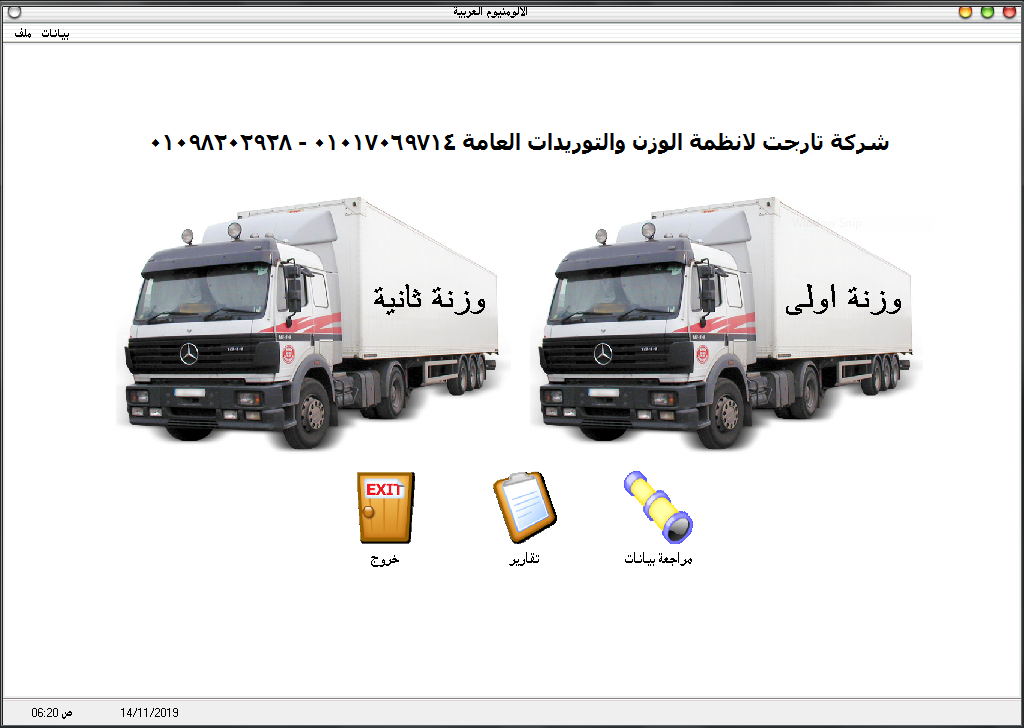 الالومنيوم العربية
ملف بيانات
شركة تارجت لانظمة الوزن والتوريدات العامة ٠١٠١٧٠٦٩٧١٤ - ٠١٠٩٨٢٠٢٩٢٨
وزنة ثانية
وزنة اولى
EXIT
خروج
تقارير
مراجعة بيانات
06:20 ص
14/11/2019